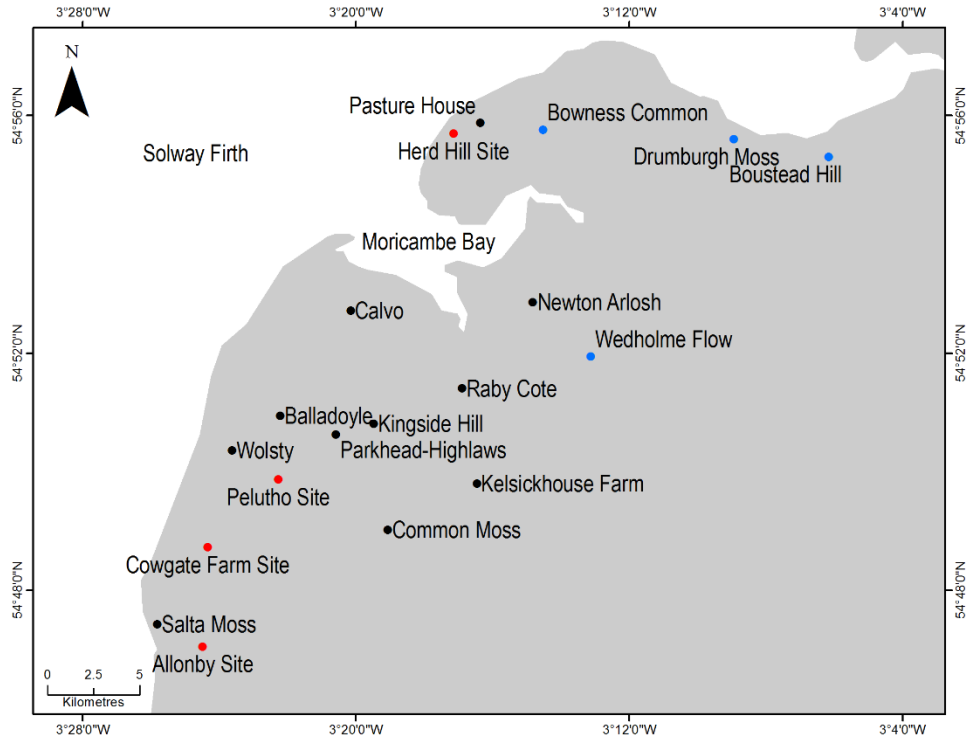 3°28'0"W 3°20'0"W 3°12'0"W 3°4'0"W
N
Pasture House
Bowness Common
54°56'0"N
54°56'0"N
Solway Firth
Herd Hill Site
Drumburgh Moss
Boustead Hill
Moricambe Bay
Calvo
Newton Arlosh
Wedholme Flow
54°52'0"N
54°52'0"N
Raby Cote
Balladoyle
Kingside Hill
Wolsty
Parkhead-Highlaws
Pelutho Site
Kelsickhouse Farm
Common Moss
Cowgate Farm Site
54°48'0"N
54°48'0"N
Salta Moss
Allonby Site
0 2.5 5
Kilometres
3°28'0"W 3°20'0"W 3°12'0"W 3°4'0"W